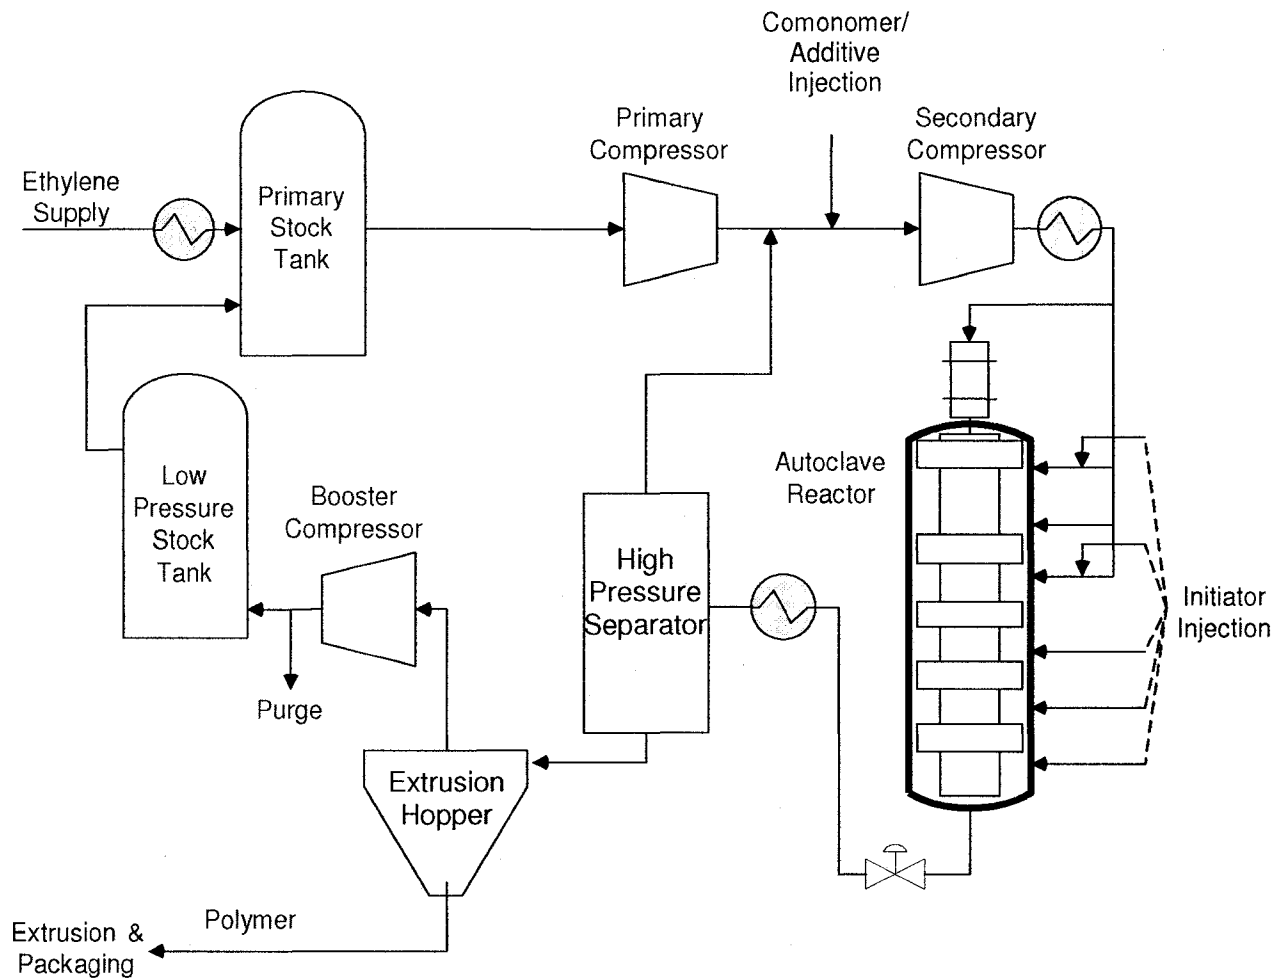 Comonomer/
Additive
Injection
Primary
Compressor
Secondary
Compressor
Ethylene
Supply
Primary
Stock
Tank
Low
Pressure
Stock
Tank
Booster
Compressor
Autoclave
Reactor
High
Pressure
Separator
Initiator
Injection
Purge
Extrusion
Hopper
Polymer
Extrusion &
Packaging